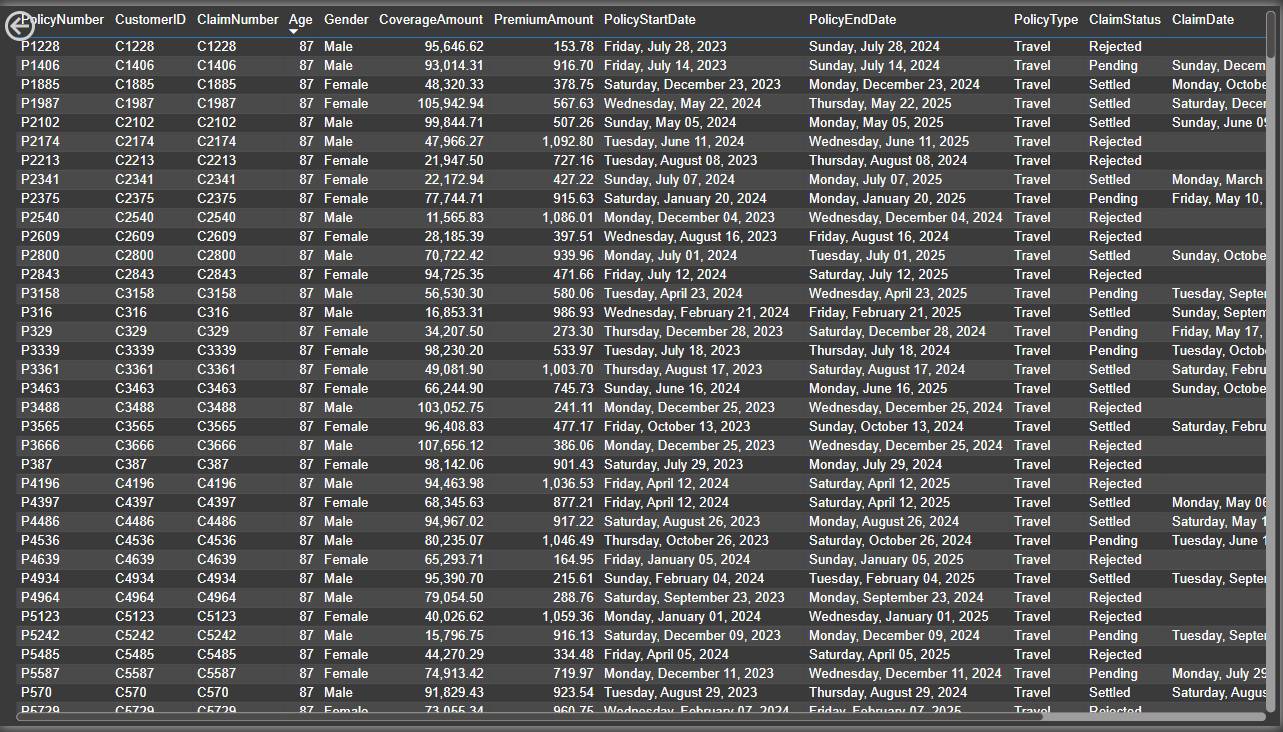 PolicyNumber CustomerID ClaimNumber Age Gender CoverageAmount PremiumAmount PolicyStartDate PolicyEndDate PolicyType ClaimStatus ClaimDate
P1228 C1228 C1228 87 Male 95,646.62 153.78 Friday, July 28, 2023 Sunday, July 28, 2024 Travel Rejected
P1406 C1406 C1406 87 Male 93,014.31 916.70 Friday, July 14, 2023 Sunday, July 14, 2024 Travel Pending Sunday, Decem
P1885 C1885 C1885 87 Female 48,320.33 378.75 Saturday, December 23, 2023 Monday, December 23, 2024 Travel Settled Monday, Octobe
P1987 C1987 C1987 87 Female 105,942.94 567.63 Wednesday, May 22, 2024 Thursday, May 22, 2025 Travel Settled Saturday, Decer
P2102 C2102 C2102 87 Male 99,844.71 507.26 Sunday, May 05, 2024 Monday, May 05, 2025 Travel Settled Sunday, June 09
P2174 C2174 C2174 87 Male 47,966.27 1,092.80 Tuesday, June 11, 2024 Wednesday, June 11, 2025 Travel Rejected
P2213 C2213 C2213 87 Female 21,947.50 727.16 Tuesday, August 08, 2023 Thursday, August 08, 2024 Travel Rejected
P2341 C2341 C2341 87 Female 22,172.94 427.22 Sunday, July 07, 2024 Monday, July 07, 2025 Travel Settled Monday, March
P2375 C2375 C2375 87 Female 77,744.71 915.63 Saturday, January 20, 2024 Monday, January 20, 2025 Travel Pending Friday, May 10,
P2540 C2540 C2540 87 Male 11,565.83 1,086.01 Monday, December 04, 2023 Wednesday, December 04, 2024 Travel Rejected
P2609 C2609 C2609 87 Female 28,185.39 397.51 Wednesday, August 16, 2023 Friday, August 16, 2024 Travel Rejected
P2800 C2800 C2800 87 Male 70,722.42 939.96 Monday, July 01, 2024 Tuesday, July 01, 2025 Travel Settled Sunday, Octobe
P2843 C2843 C2843 87 Female 94,725.35 471.66 Friday, July 12, 2024 Saturday, July 12, 2025 Travel Rejected
P3158 C3158 C3158 87 Male 56,530.30 580.06 Tuesday, April 23, 2024 Wednesday, April 23, 2025 Travel Pending Tuesday, Septer
P316 C316 C316 87 Male 16,853.31 986.93 Wednesday, February 21, 2024 Friday, February 21, 2025 Travel Settled Sunday, Septem
P329 C329 C329 87 Female 34,207.50 273.30 Thursday, December 28, 2023 Saturday, December 28, 2024 Travel Pending Friday, May 17,
P3339 C3339 C3339 87 Female 98,230.20 533.97 Tuesday, July 18, 2023 Thursday, July 18, 2024 Travel Pending Tuesday, Octob
P3361 C3361 C3361 87 Female 49,081.90 1,003.70 Thursday, August 17, 2023 Saturday, August 17, 2024 Travel Settled Saturday, Febru
P3463 C3463 C3463 87 Female 66,244.90 745.73 Sunday, June 16, 2024 Monday, June 16, 2025 Travel Settled Sunday, Octobe
P3488 C3488 C3488 87 Male 103,052.75 241.11 Monday, December 25, 2023 Wednesday, December 25, 2024 Travel Rejected
P3565 C3565 C3565 87 Female 96,408.83 477.17 Friday, October 13, 2023 Sunday, October 13, 2024 Travel Settled Saturday, Febru
P3666 C3666 C3666 87 Male 107,656.12 386.06 Monday, December 25, 2023 Wednesday, December 25, 2024 Travel Rejected
P387 C387 C387 87 Female 98,142.06 901.43 Saturday, July 29, 2023 Monday, July 29, 2024 Travel Rejected
P4196 C4196 C4196 87 Male 94,463.98 1,036.53 Friday, April 12, 2024 Saturday, April 12, 2025 Travel Rejected
P4397 C4397 C4397 87 Female 68,345.63 877.21 Friday, April 12, 2024 Saturday, April 12, 2025 Travel Settled Monday, May 06
P4486 C4486 C4486 87 Male 94,967.02 917.22 Saturday, August 26, 2023 Monday, August 26, 2024 Travel Settled Saturday, May 1
P4536 C4536 C4536 87 Male 80,235.07 1,046.49 Thursday, October 26, 2023 Saturday, October 26, 2024 Travel Pending Tuesday, June 1
P4639 C4639 C4639 87 Female 65,293.71 164.95 Friday, January 05, 2024 Sunday, January 05, 2025 Travel Rejected
P4934 C4934 C4934 87 Male 95,390.70 215.61 Sunday, February 04, 2024 Tuesday, February 04, 2025 Travel Settled Tuesday, Septer
P4964 C4964 C4964 87 Male 79,054.50 288.76 Saturday, September 23, 2023 Monday, September 23, 2024 Travel Rejected
P5123 C5123 C5123 87 Female 40,026.62 1,059.36 Monday, January 01, 2024 Wednesday, January 01, 2025 Travel Rejected
P5242 C5242 C5242 87 Male 15,796.75 916.13 Saturday, December 09, 2023 Monday, December 09, 2024 Travel Pending Tuesday, Septer
P5485 C5485 C5485 87 Female 44,270.29 334.48 Friday, April 05, 2024 Saturday, April 05, 2025 Travel Rejected
P5587 C5587 C5587 87 Female 74,913.42 719.97 Monday, December 11, 2023 Wednesday, December 11, 2024 Travel Pending Monday, July 29
P570 C570 C570 87 Male 91,829.43 923.54 Tuesday, August 29, 2023 Thursday, August 29, 2024 Travel Settled Saturday, Augus
P5729 C5729 C5729 87 Female 73,055.34 960.75 Wednesday, February 07, 2024 Friday, February 07, 2025 Travel Rejected